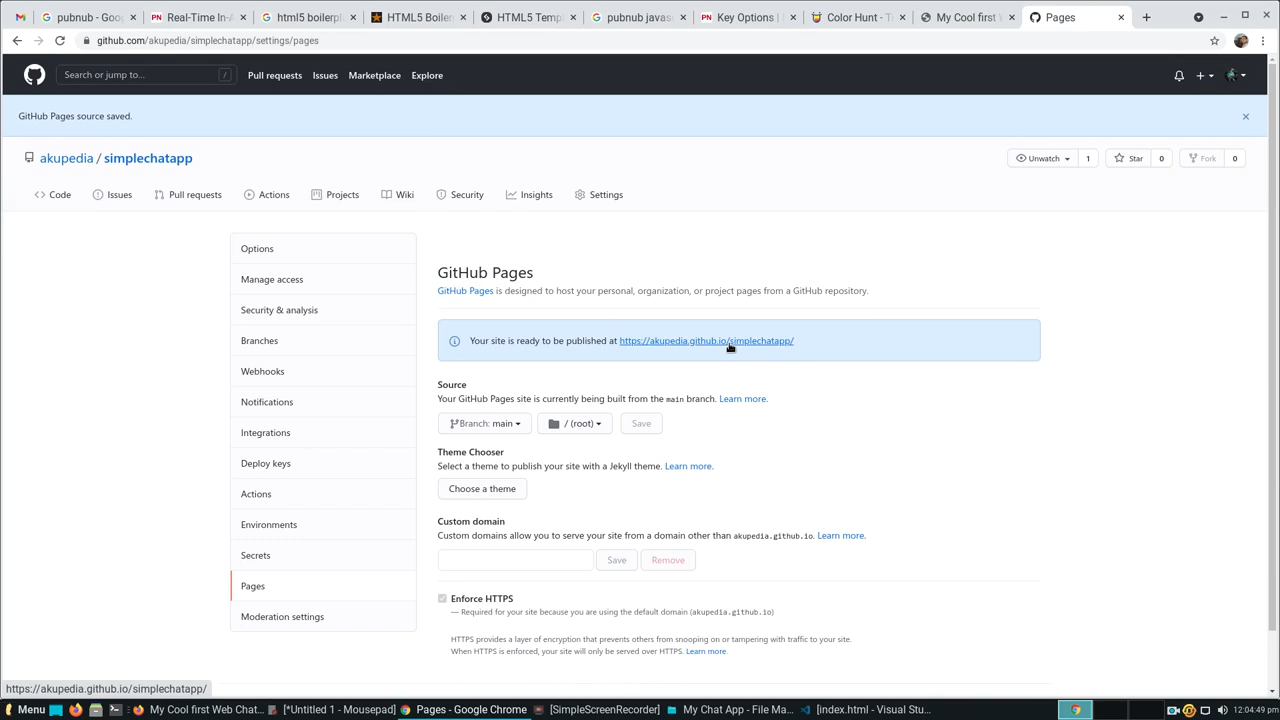 pubnub - Goo
Real-Time In-A
html5 boilerpla
HTML5 Boilerp
HTML5 Templa
pubnub javas
Key Options |
Color Hunt - T
My Cool first W
Pages
github.com/akupedia/simplechatapp/settings/pages
Search or jump to...
/
Pull requests
Issues
Marketplace
Explore
GitHub Pages source saved.
akupedia / simplechatapp
Unwatch 1
Star 0
Fork 0
Code
Issues
Pull requests
Actions
Projects
Wiki
Security
Insights
Settings
Options
Manage access
Security & analysis
Branches
Webhooks
Notifications
Integrations
Deploy keys
Actions
Environments
Secrets
Pages
Moderation settings
GitHub Pages
GitHub Pages is designed to host your personal, organization, or project pages from a GitHub repository.
Your site is ready to be published at https://akupedia.github.io/simplechatapp/
Source
Your GitHub Pages site is currently being built from the main branch. Learn more.
Branch: main
/ (root)
Save
Theme Chooser
Select a theme to publish your site with a Jekyll theme. Learn more.
Choose a theme
Custom domain
Custom domains allow you to serve your site from a domain other than akupedia.github.io. Learn more.
Save
Remove
Enforce HTTPS
— Required for your site because you are using the default domain (akupedia.github.io)
HTTPS provides a layer of encryption that prevents others from snooping on or tampering with traffic to your site.
When HTTPS is enforced, your site will only be served over HTTPS. Learn more.
https://akupedia.github.io/simplechatapp/
Menu
My Cool first Web Chat...
[*Untitled 1 - Mousepad]
Pages - Google Chrome
[SimpleScreenRecorder]
My Chat App - File Ma...
[index.html - Visual Stu...
12:04:49 pm